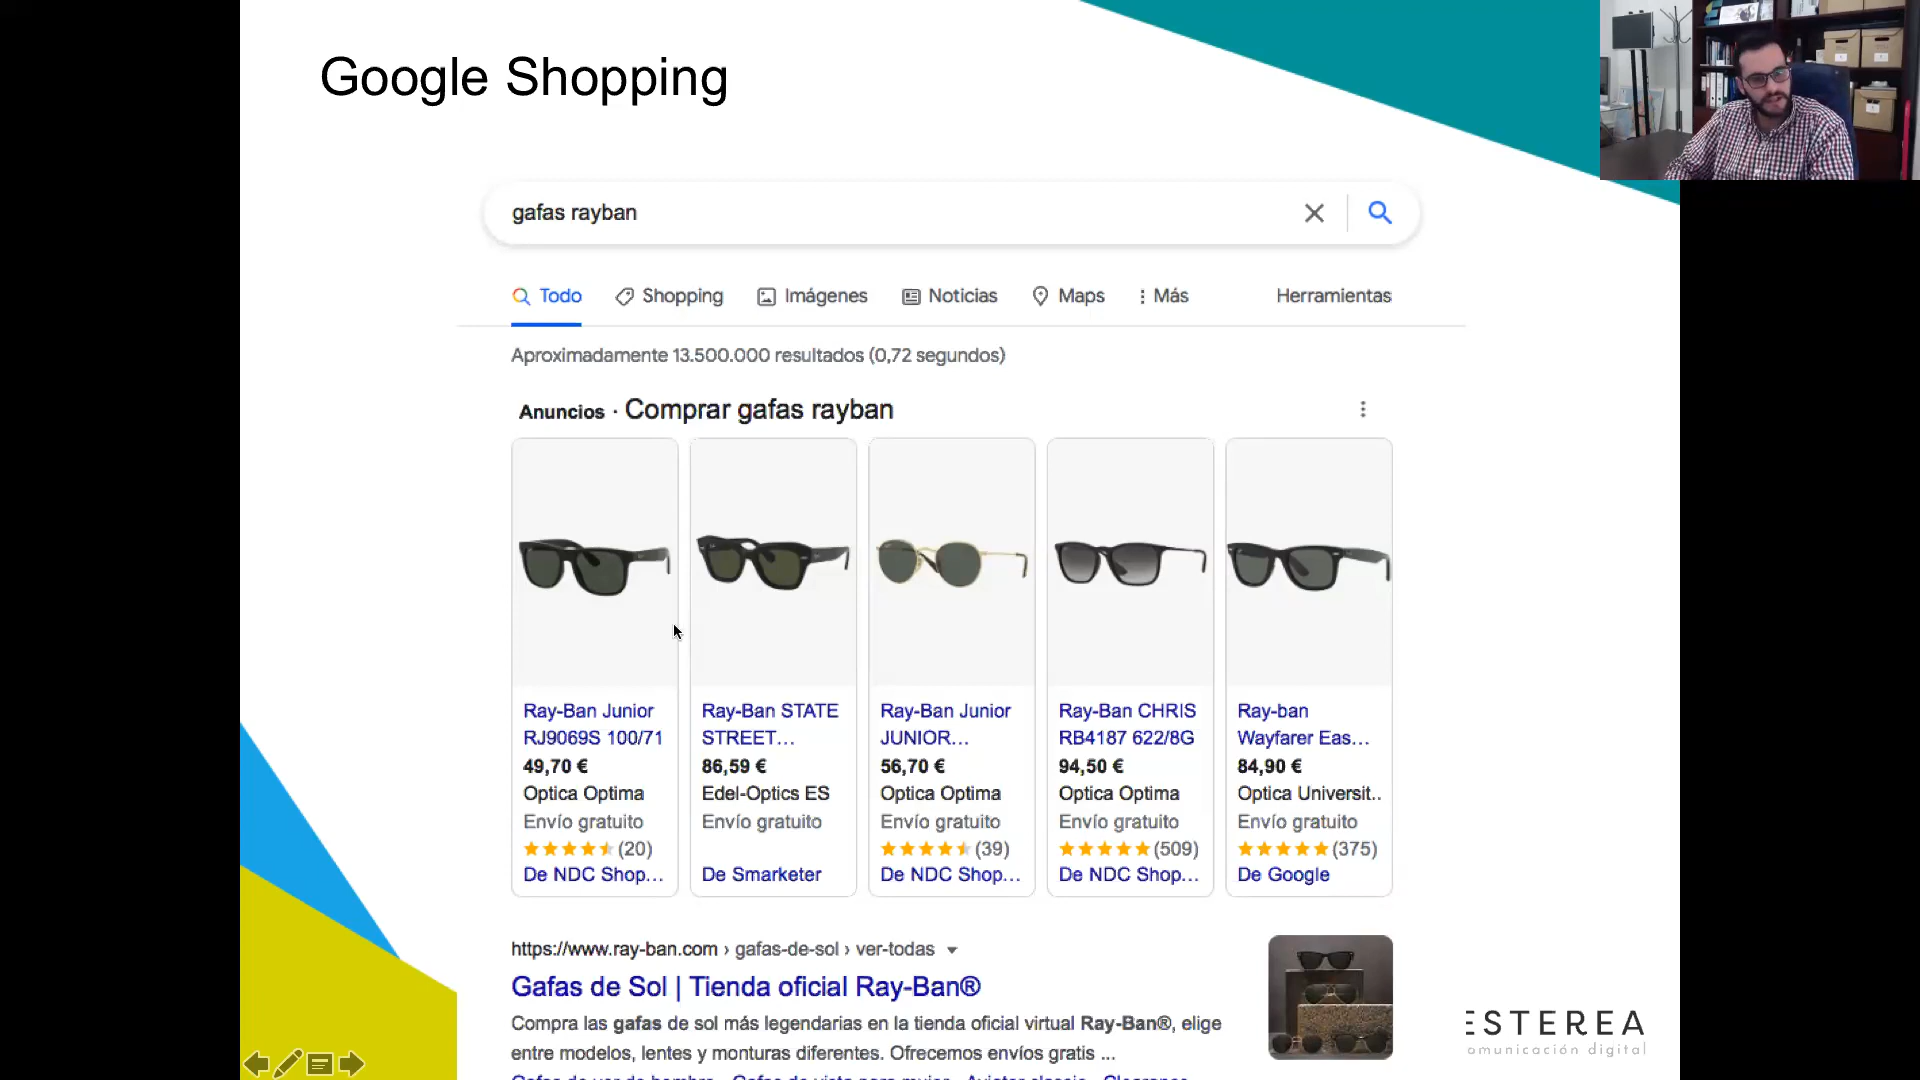 Google Shopping
gafas rayban
Todo Shopping Imágenes Noticias Maps Más Herramientas
Aproximadamente 13.500.000 resultados (0,72 segundos)
Anuncios · Comprar gafas rayban
Ray-Ban Junior
RJ9069S 100/71
49,70 €
Optica Optima
Envío gratuito
(20)
De NDC Shop...
Ray-Ban STATE
STREET...
86,59 €
Edel-Optics ES
Envío gratuito
De Smarketer
Ray-Ban Junior
JUNIOR...
56,70 €
Optica Optima
Envío gratuito
(39)
De NDC Shop...
Ray-Ban CHRIS
RB4187 622/8G
94,50 €
Optica Optima
Envío gratuito
(509)
De NDC Shop...
Ray-ban
Wayfarer Eas...
84,90 €
Optica Universit..
Envío gratuito
(375)
De Google
https://www.ray-ban.com › gafas-de-sol › ver-todas
Gafas de Sol | Tienda oficial Ray-Ban®
Compra las gafas de sol más legendarias en la tienda oficial virtual Ray-Ban®, elige
entre modelos, lentes y monturas diferentes. Ofrecemos envíos gratis ...
ESTEREA
omunicación digital